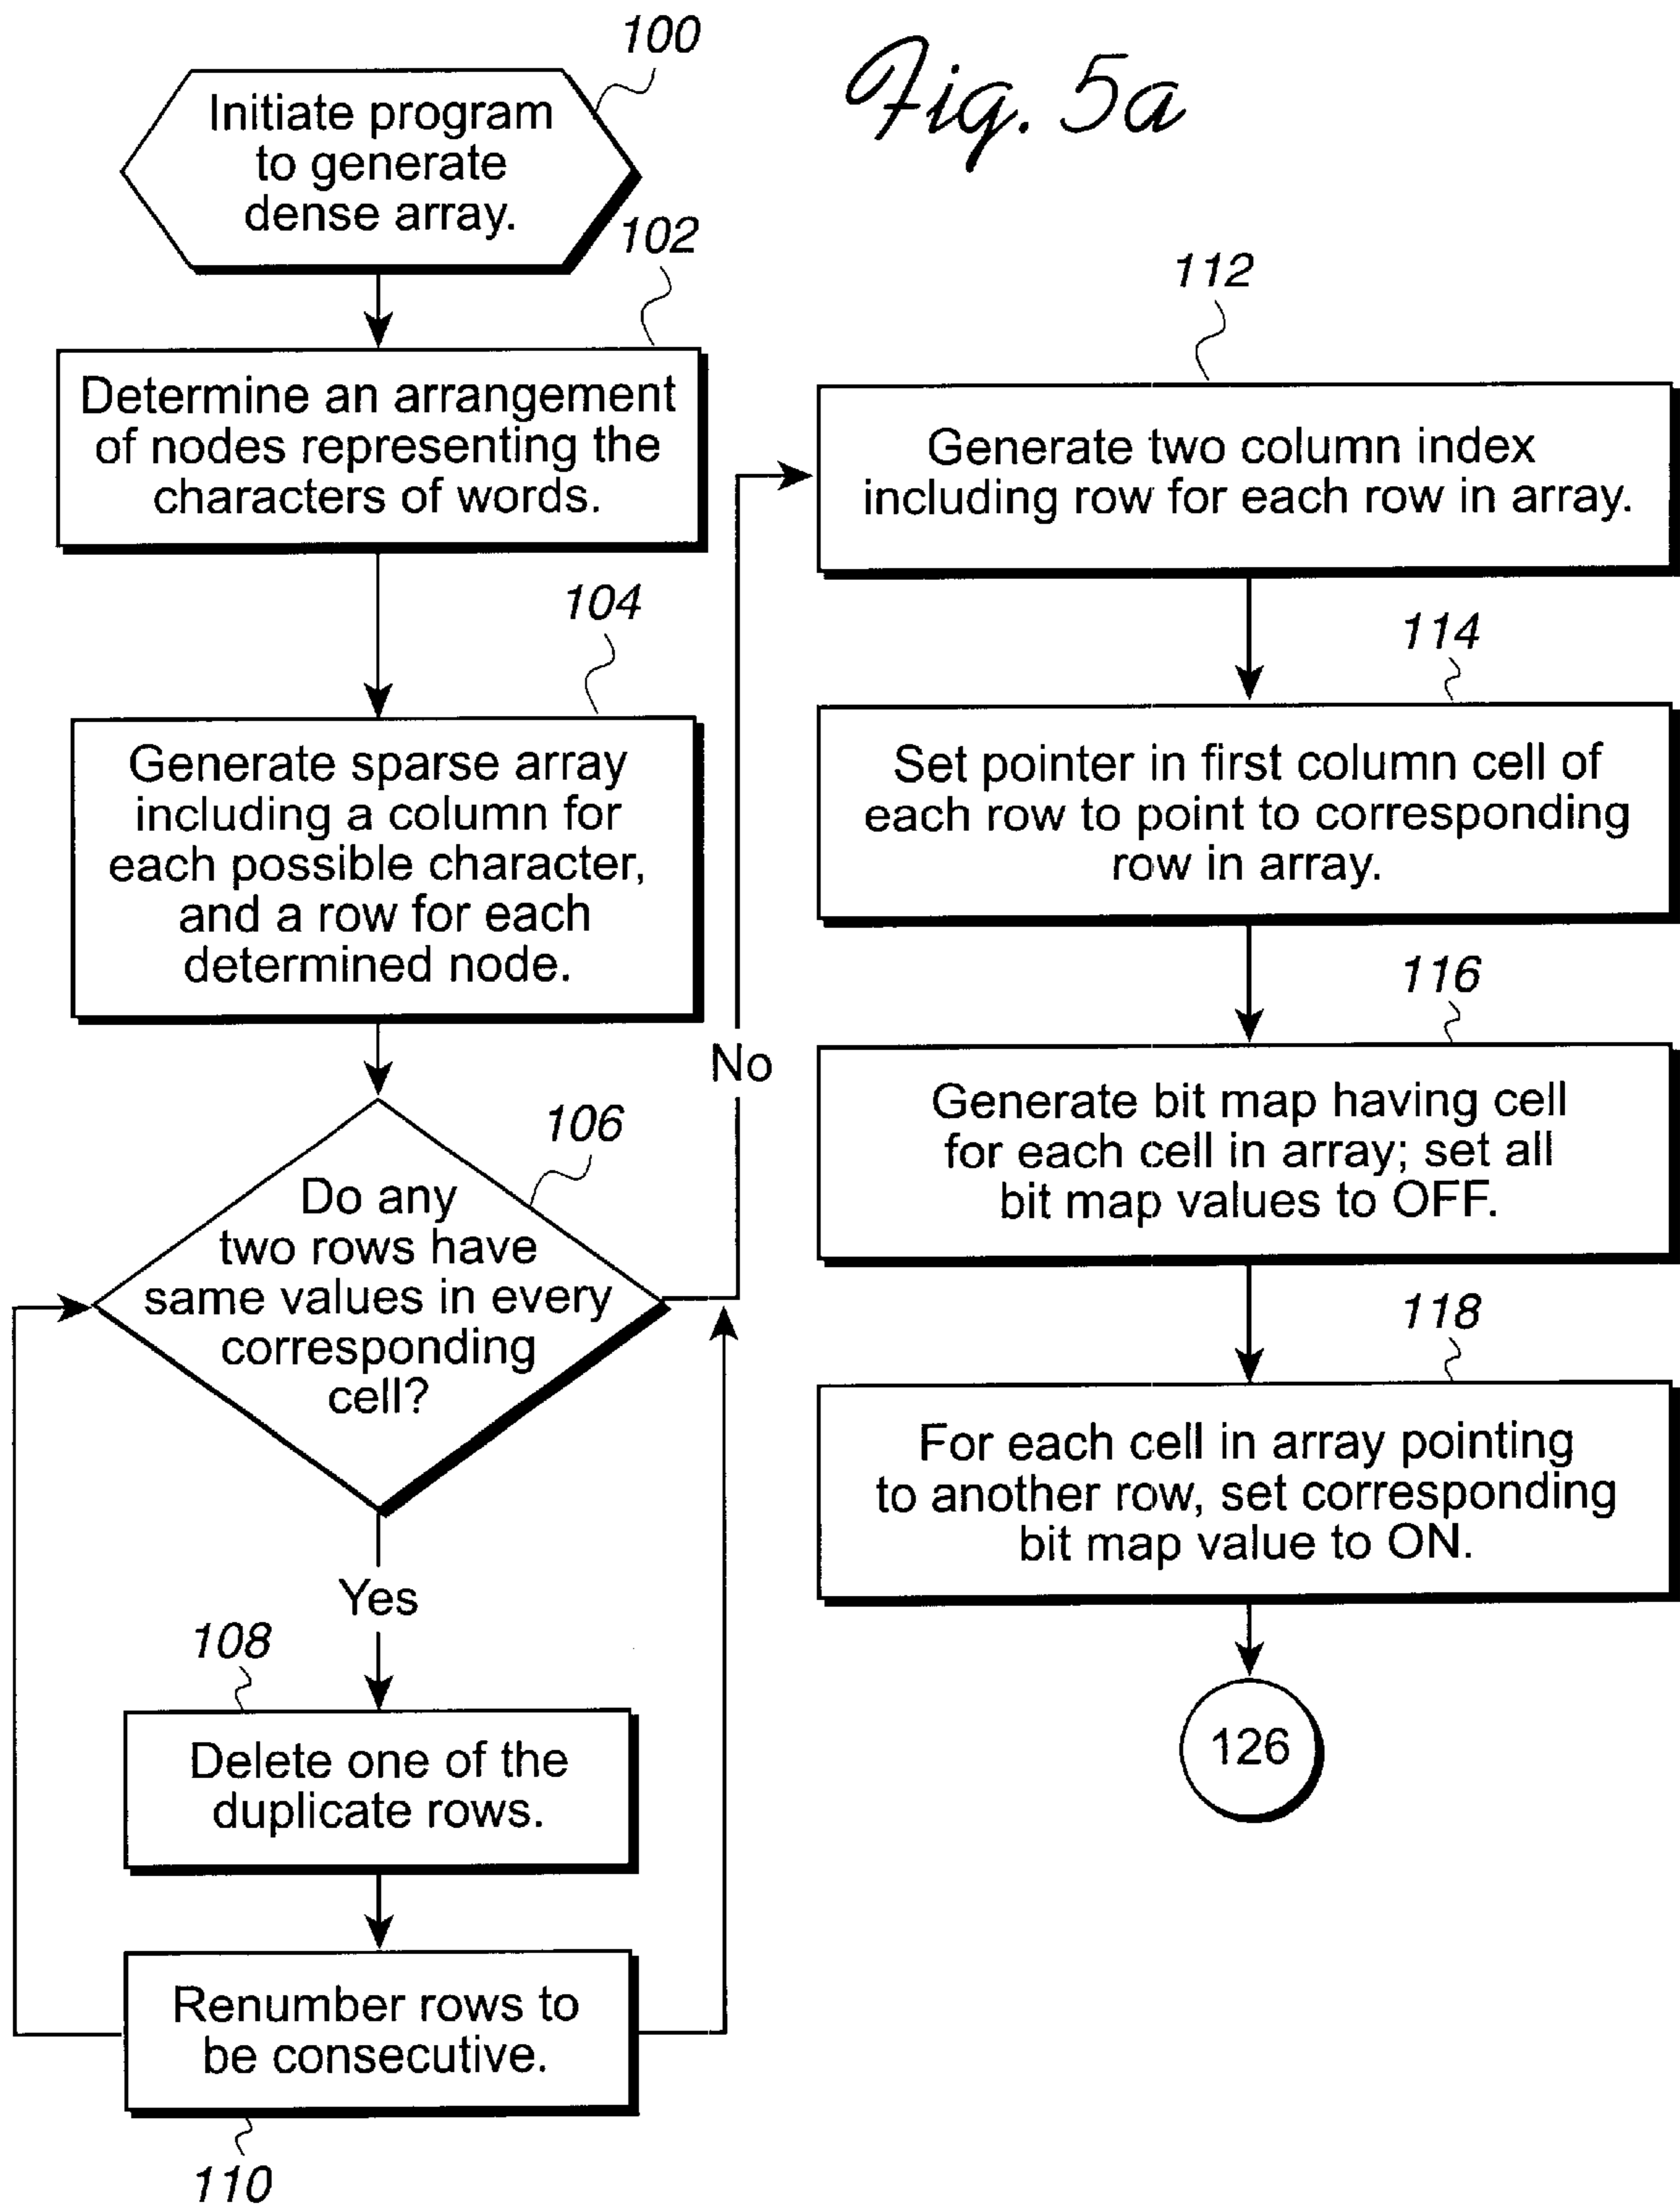 Fig. 5a
100
Initiate program
to generate
dense array.
102
Determine an arrangement
of nodes representing the
characters of words.
104
Generate sparse array
including a column for
each possible character,
and a row for each
determined node.
106
Do any
two rows have
same values in every
corresponding
cell?
No
Yes
108
Delete one of the
duplicate rows.
Renumber rows to
be consecutive.
110
112
Generate two column index
including row for each row in array.
114
Set pointer in first column cell of
each row to point to corresponding
row in array.
116
Generate bit map having cell
for each cell in array; set all
bit map values to OFF.
118
For each cell in array pointing
to another row, set corresponding
bit map value to ON.
126